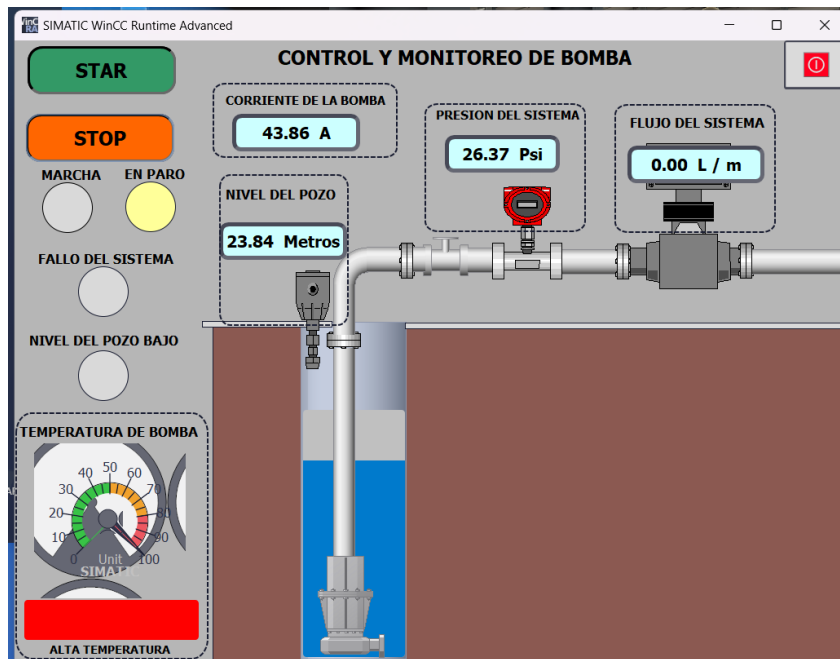 SIMATIC WinCC Runtime Advanced
CONTROL Y MONITOREO DE BOMBA
STAR
STOP
MARCHA
EN PARO
FALLO DEL SISTEMA
NIVEL DEL POZO BAJO
CORRIENTE DE LA BOMBA
43.86 A
PRESION DEL SISTEMA
26.37 Psi
FLUJO DEL SISTEMA
0.00 L / m
NIVEL DEL POZO
23.84 Metros
TEMPERATURA DE BOMBA
0
10
20
30
40
50
60
70
80
90
100
Unit
SIMATIC
ALTA TEMPERATURA